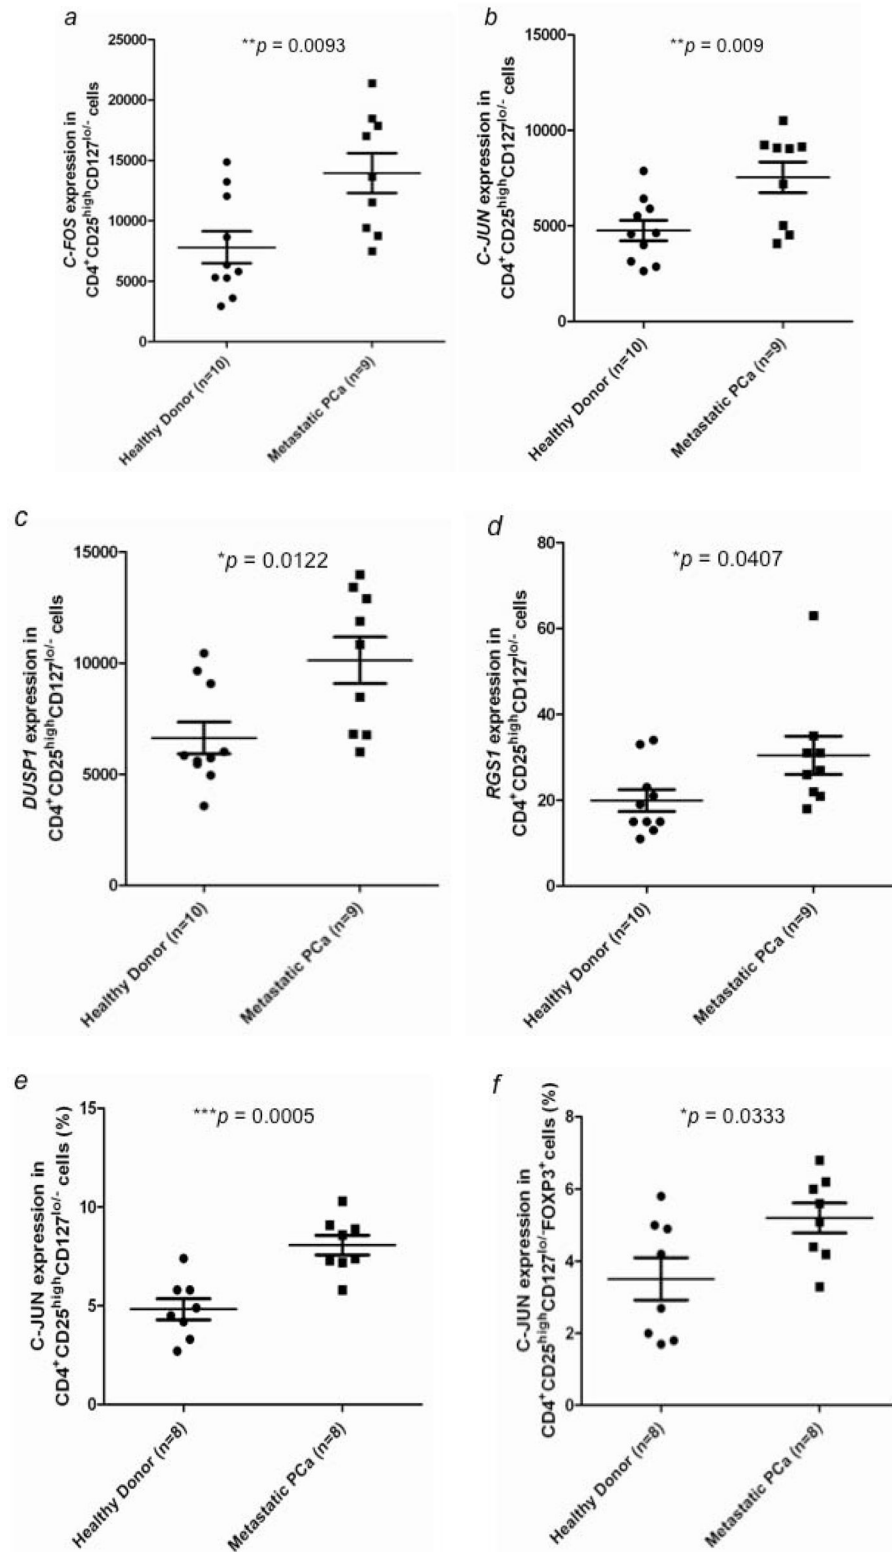 a
**p = 0.0093
C-FOS expression in
CD4+CD25highCD127lo/- cells
25000
20000
15000
10000
5000
0
Healthy Donor (n=10)
Metastatic PCa (n=9)
b
**p = 0.009
C-JUN expression in
CD4+CD25highCD127lo/- cells
15000
10000
5000
0
Healthy Donor (n=10)
Metastatic PCa (n=9)
c
*p = 0.0122
DUSP1 expression in
CD4+CD25highCD127lo/- cells
15000
10000
5000
0
Healthy Donor (n=10)
Metastatic PCa (n=9)
d
*p = 0.0407
RGS1 expression in
CD4+CD25highCD127lo/- cells
80
60
40
20
0
Healthy Donor (n=10)
Metastatic PCa (n=9)
e
***p = 0.0005
C-JUN expression in
CD4+CD25highCD127lo/- cells (%)
15
10
5
0
Healthy Donor (n=8)
Metastatic PCa (n=8)
f
*p = 0.0333
C-JUN expression in
CD4+CD25highCD127lo/-FOXP3+ cells (%)
8
6
4
2
0
Healthy Donor (n=8)
Metastatic PCa (n=8)